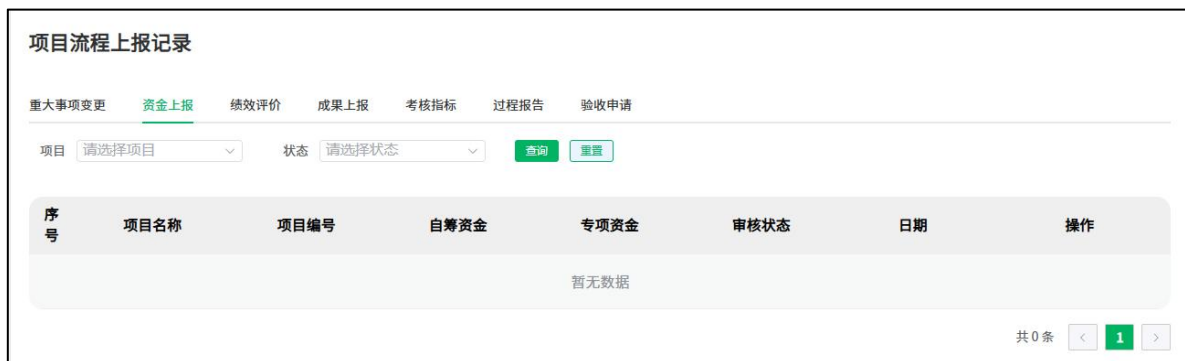 项目流程上报记录
重大事项变更 资金上报 绩效评价 成果上报 考核指标 过程报告 验收申请
项目 请选择项目 状态 请选择状态 查询 重置
序号 项目名称 项目编号 自筹资金 专项资金 审核状态 日期 操作
暂无数据
共 0 条 < 1 >